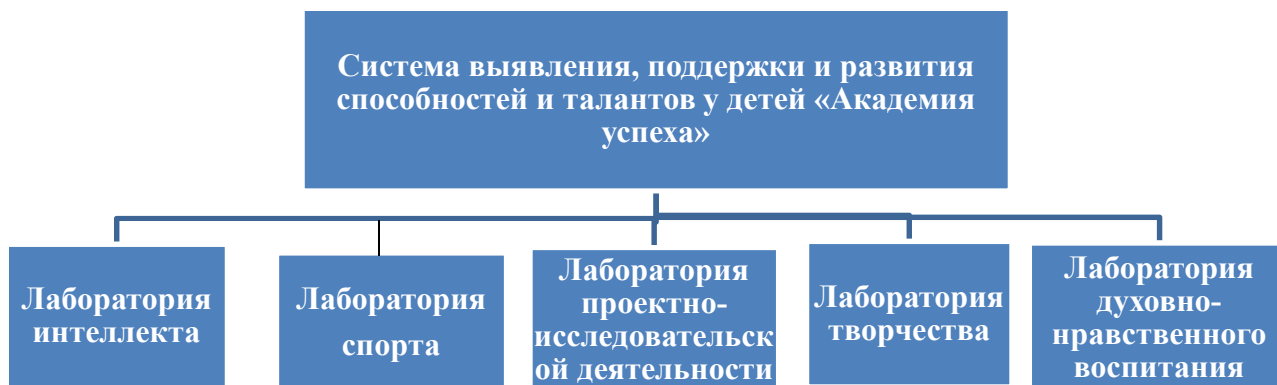 Система выявления, поддержки и развития
способностей и талантов у детей «Академия
успеха»
Лаборатория
интеллекта
Лаборатория
спорта
Лаборатория
проектно-
исследовательск
ой деятельности
Лаборатория
творчества
Лаборатория
духовно-
нравственного
воспитания